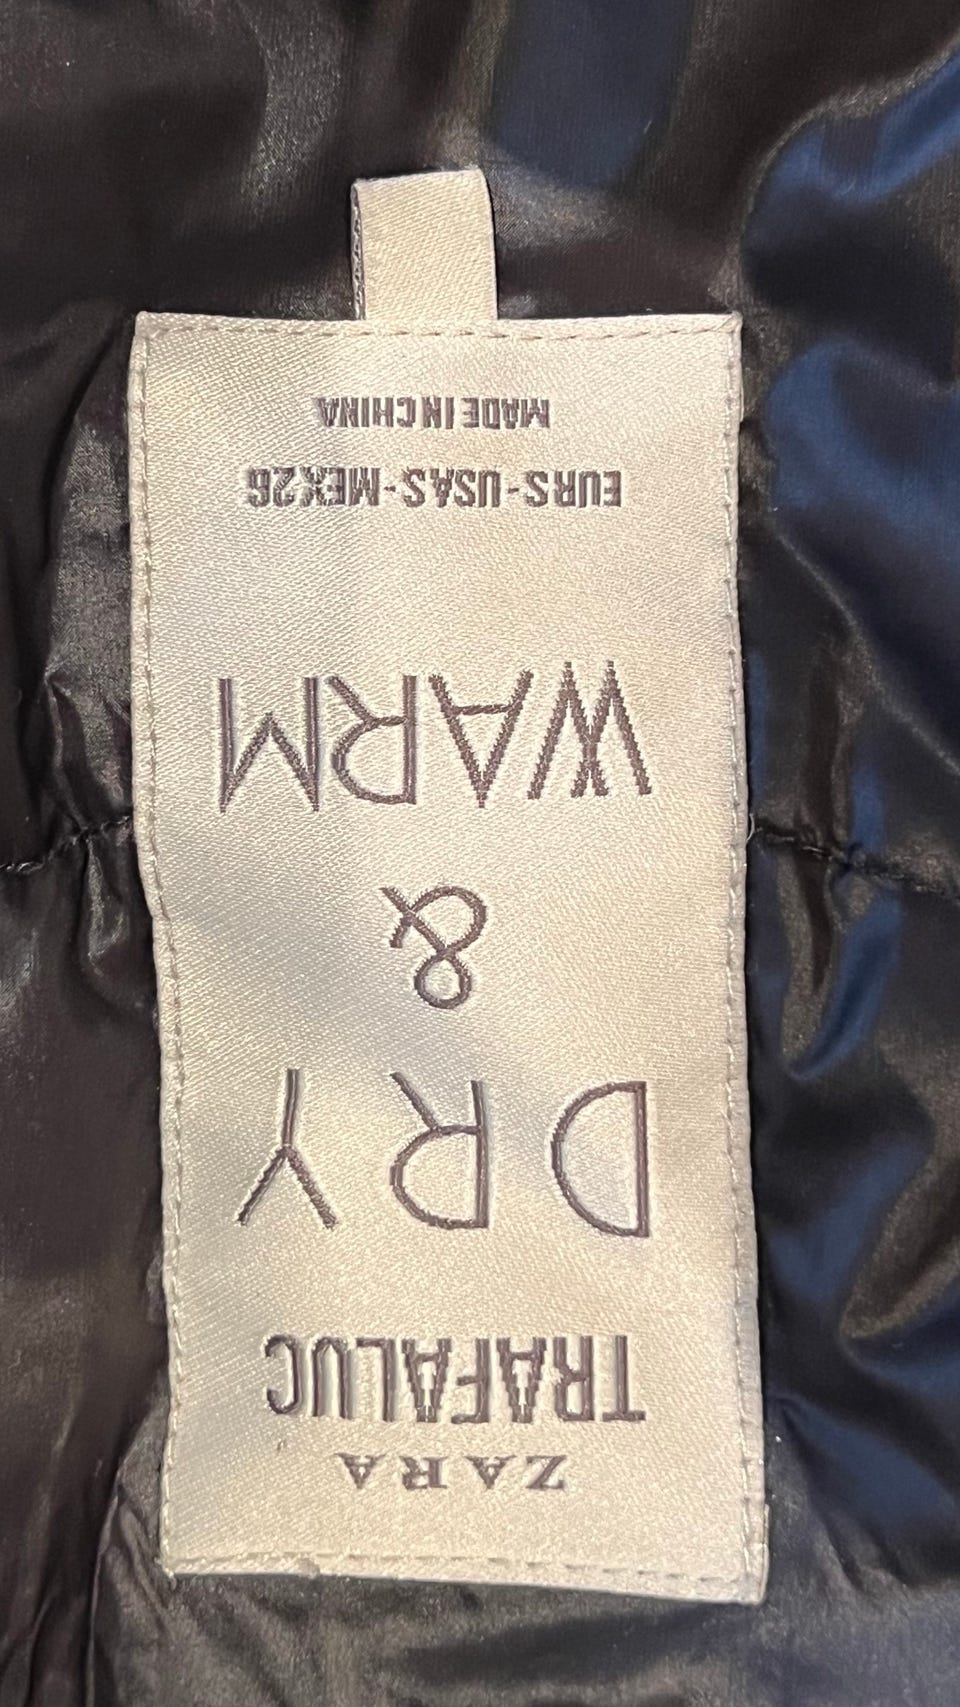 ZARA
TRAFALUC
DRY
&
WARM
EURS-USAS-MEX26
MADE IN CHINA